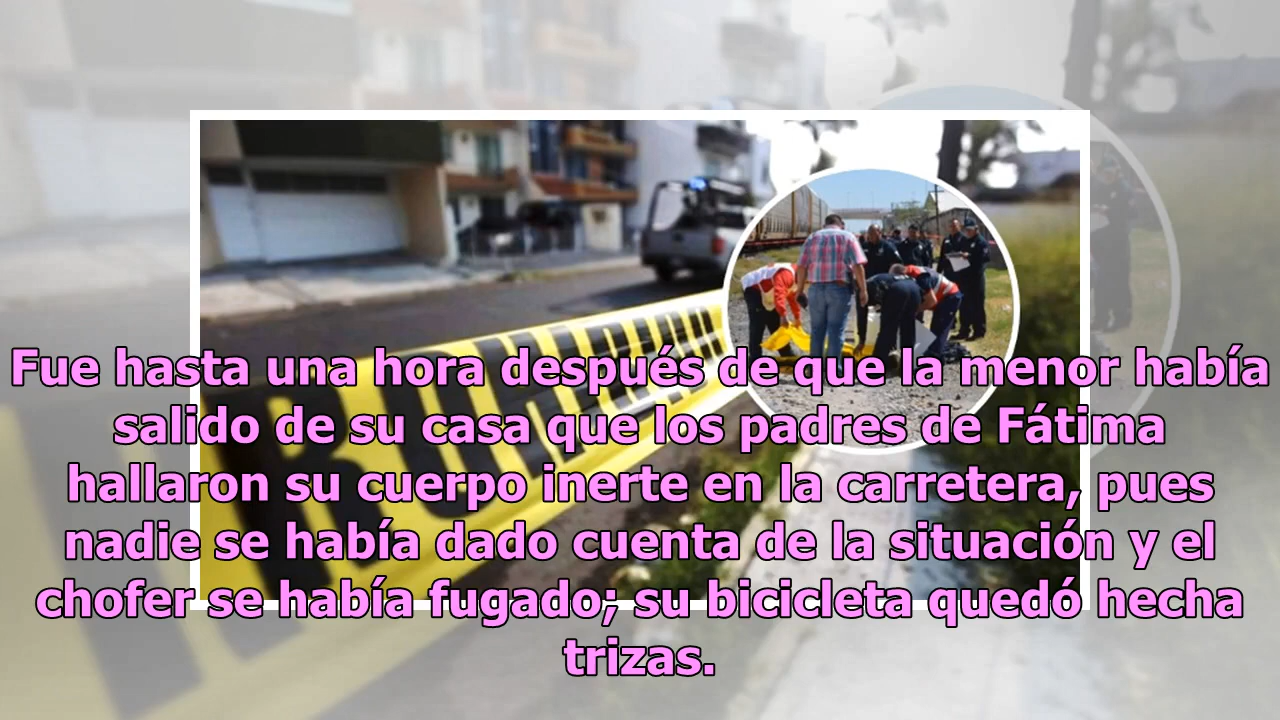 Fue hasta una hora después de que la menor había
salido de su casa que los padres de Fátima
hallaron su cuerpo inerte en la carretera, pues
nadie se había dado cuenta de la situación y el
chofer se había fugado; su bicicleta quedó hecha
trizas.